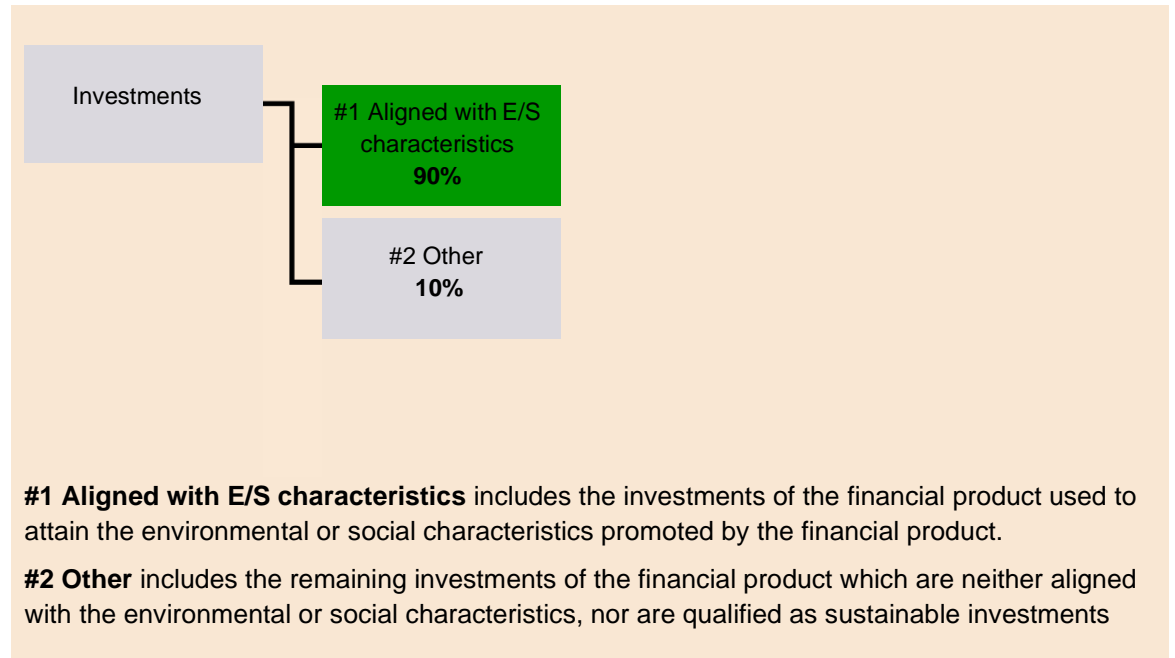 Investments
#1 Aligned with E/S
characteristics
90%
#2 Other
10%
#1 Aligned with E/S characteristics includes the investments of the financial product used to
attain the environmental or social characteristics promoted by the financial product.
#2 Other includes the remaining investments of the financial product which are neither aligned
with the environmental or social characteristics, nor are qualified as sustainable investments